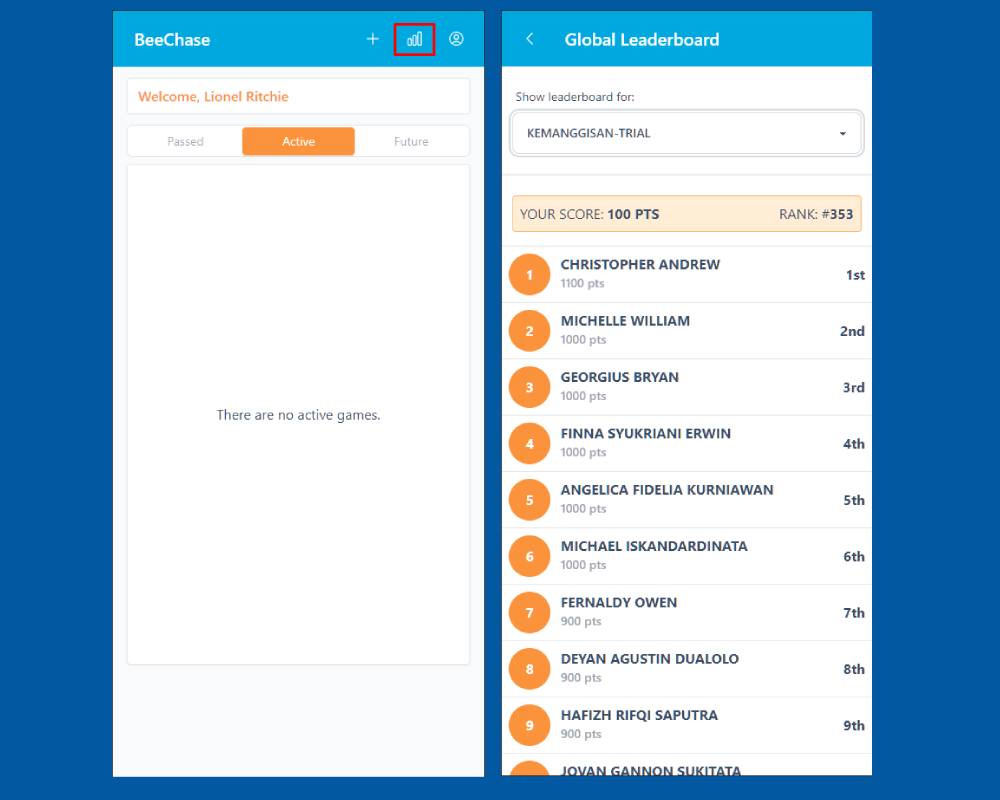 BeeChase
Welcome, Lionel Ritchie
Passed
Active
Future
There are no active games.
Global Leaderboard
Show leaderboard for:
KEMANGGISAN-TRIAL
YOUR SCORE: 100 PTS
RANK: #353
1
CHRISTOPHER ANDREW
1100 pts
1st
2
MICHELLE WILLIAM
1000 pts
2nd
3
GEORGIUS BRYAN
1000 pts
3rd
4
FINNA SYUKRIANI ERWIN
1000 pts
4th
5
ANGELICA FIDELIA KURNIAWAN
1000 pts
5th
6
MICHAEL ISKANDARDINATA
1000 pts
6th
7
FERNALDY OWEN
900 pts
7th
8
DEYAN AGUSTIN DUALOLO
900 pts
8th
9
HAFIZH RIFQI SAPUTRA
900 pts
9th
JOVAN GANNON SUKITATA